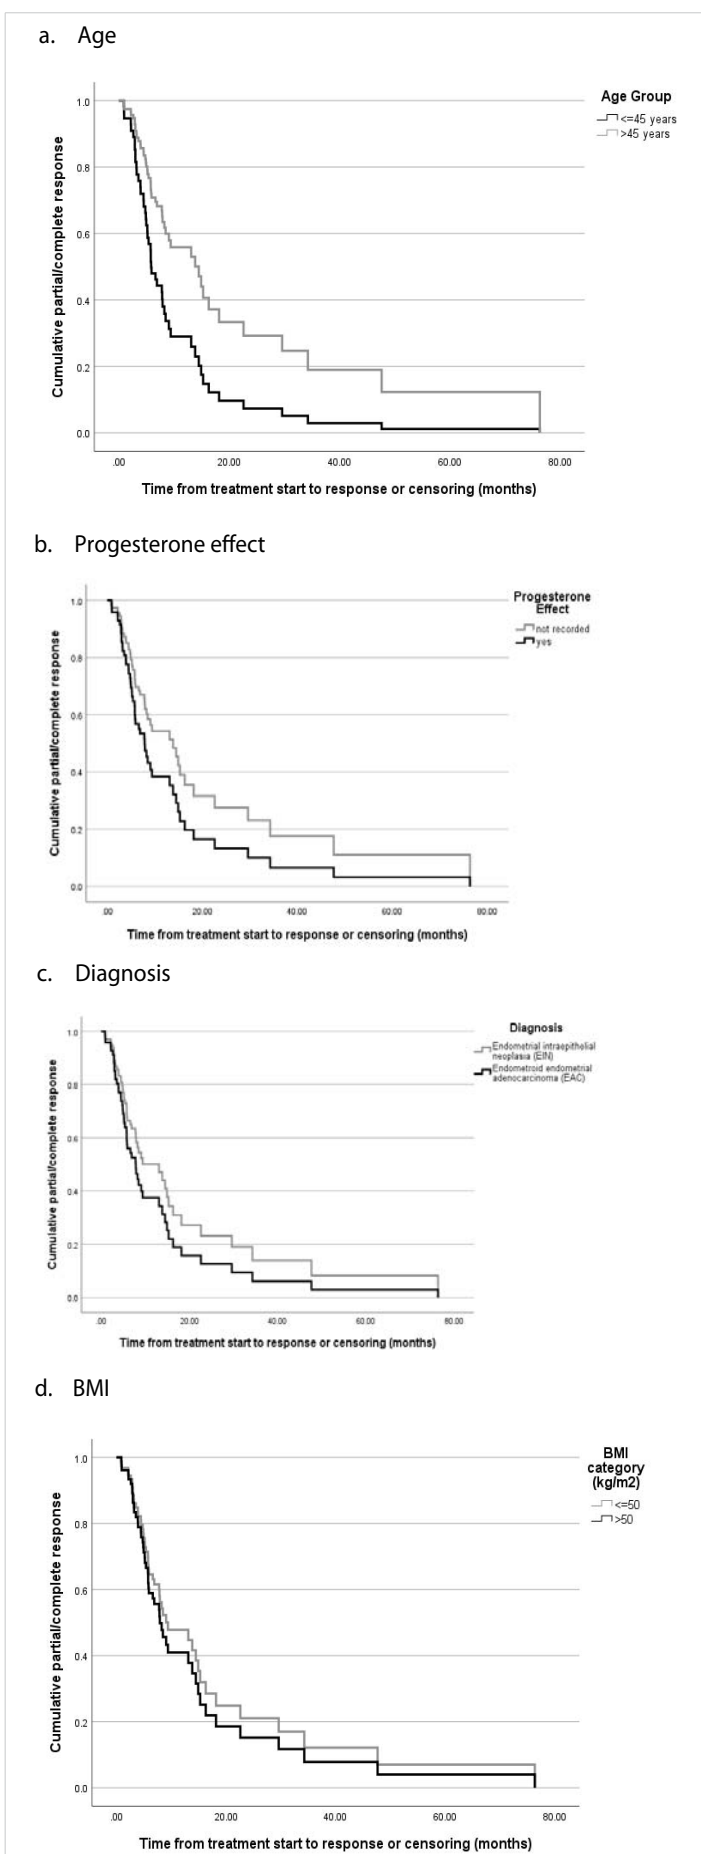 a. Age
Age Group
<=45 years
>45 years
Cumulative partial/complete response
1.0
0.8
0.6
0.4
0.2
0.0
.00 20.00 40.00 60.00 80.00
Time from treatment start to response or censoring (months)
b. Progesterone effect
Progesterone
Effect
not recorded
yes
Cumulative partial/complete response
1.0
0.8
0.6
0.4
0.2
0.0
.00 20.00 40.00 60.00 80.00
Time from treatment start to response or censoring (months)
c. Diagnosis
Diagnosis
Endometrial intraepithelial
neoplasia (EIN)
Endometroid endometrial
adenocarcinoma (EAC)
Cumulative partial/complete response
1.0
0.8
0.6
0.4
0.2
0.0
.00 20.00 40.00 60.00 80.00
Time from treatment start to response or censoring (months)
d. BMI
BMI
category
(kg/m2)
<=50
>50
Cumulative partial/complete response
1.0
0.8
0.6
0.4
0.2
0.0
.00 20.00 40.00 60.00 80.00
Time from treatment start to response or censoring (months)